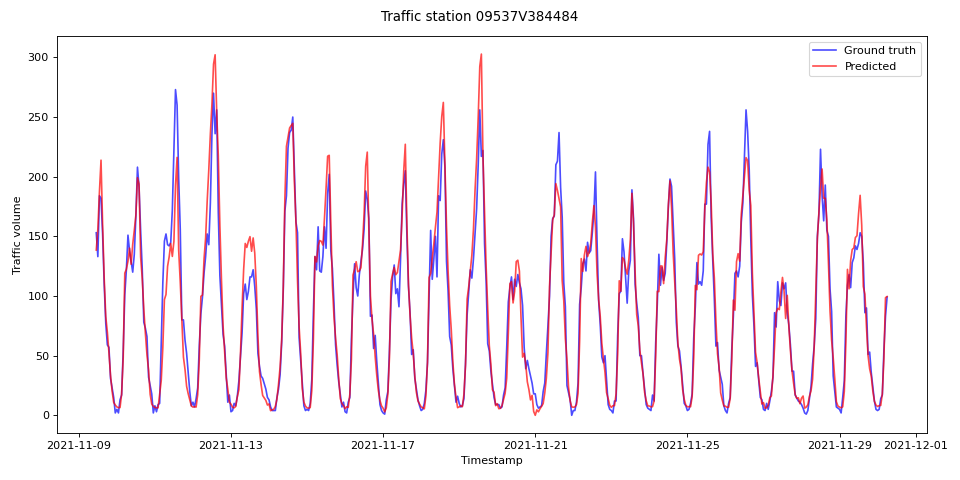 Traffic station 09537V384484
Ground truth
Predicted
300
250
200
150
100
50
0
Traffic volume
2021-11-09
2021-11-13
2021-11-17
2021-11-21
2021-11-25
2021-11-29
2021-12-01
Timestamp